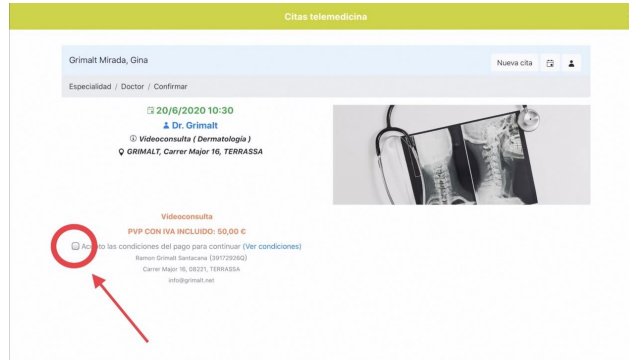 Citas telemedicina
Grimalt Mirada, Gina
Nueva cita
Especialidad / Doctor / Confirmar
20/6/2020 10:30
Dr. Grimalt
Videoconsulta ( Dermatología )
GRIMALT, Carrer Major 16, TERRASSA
Videoconsulta
PVP CON IVA INCLUIDO: 50,00 €
Acepto las condiciones del pago para continuar (Ver condiciones)
Ramon Grimalt Santacana (39172926Q)
Carrer Major 16, 08221, TERRASSA
info@grimalt.net